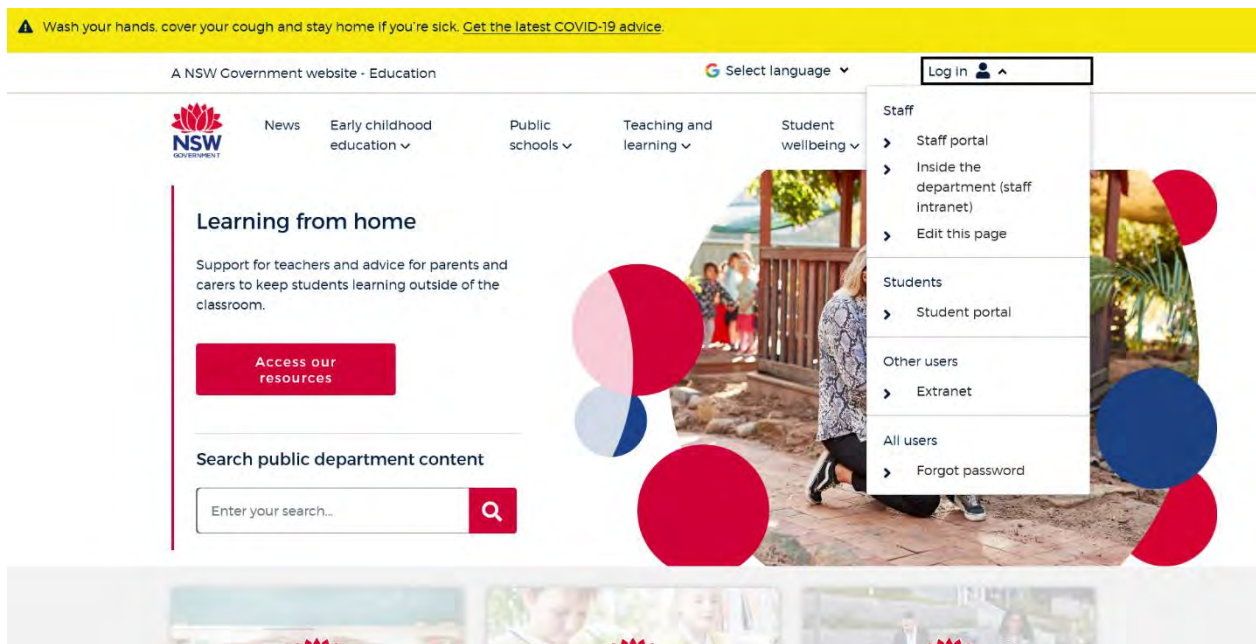 Wash your hands, cover your cough and stay home if you're sick. Get the latest COVID-19 advice.
A NSW Government website - Education
Select language
Log in
NSW
GOVERNMENT
News
Early childhood
education
Public
schools
Teaching and
learning
Student
wellbeing
Staff
Staff portal
Inside the
department (staff
intranet)
Edit this page
Students
Student portal
Other users
Extranet
All users
Forgot password
Learning from home
Support for teachers and advice for parents and
carers to keep students learning outside of the
classroom.
Access our
resources
Search public department content
Enter your search...